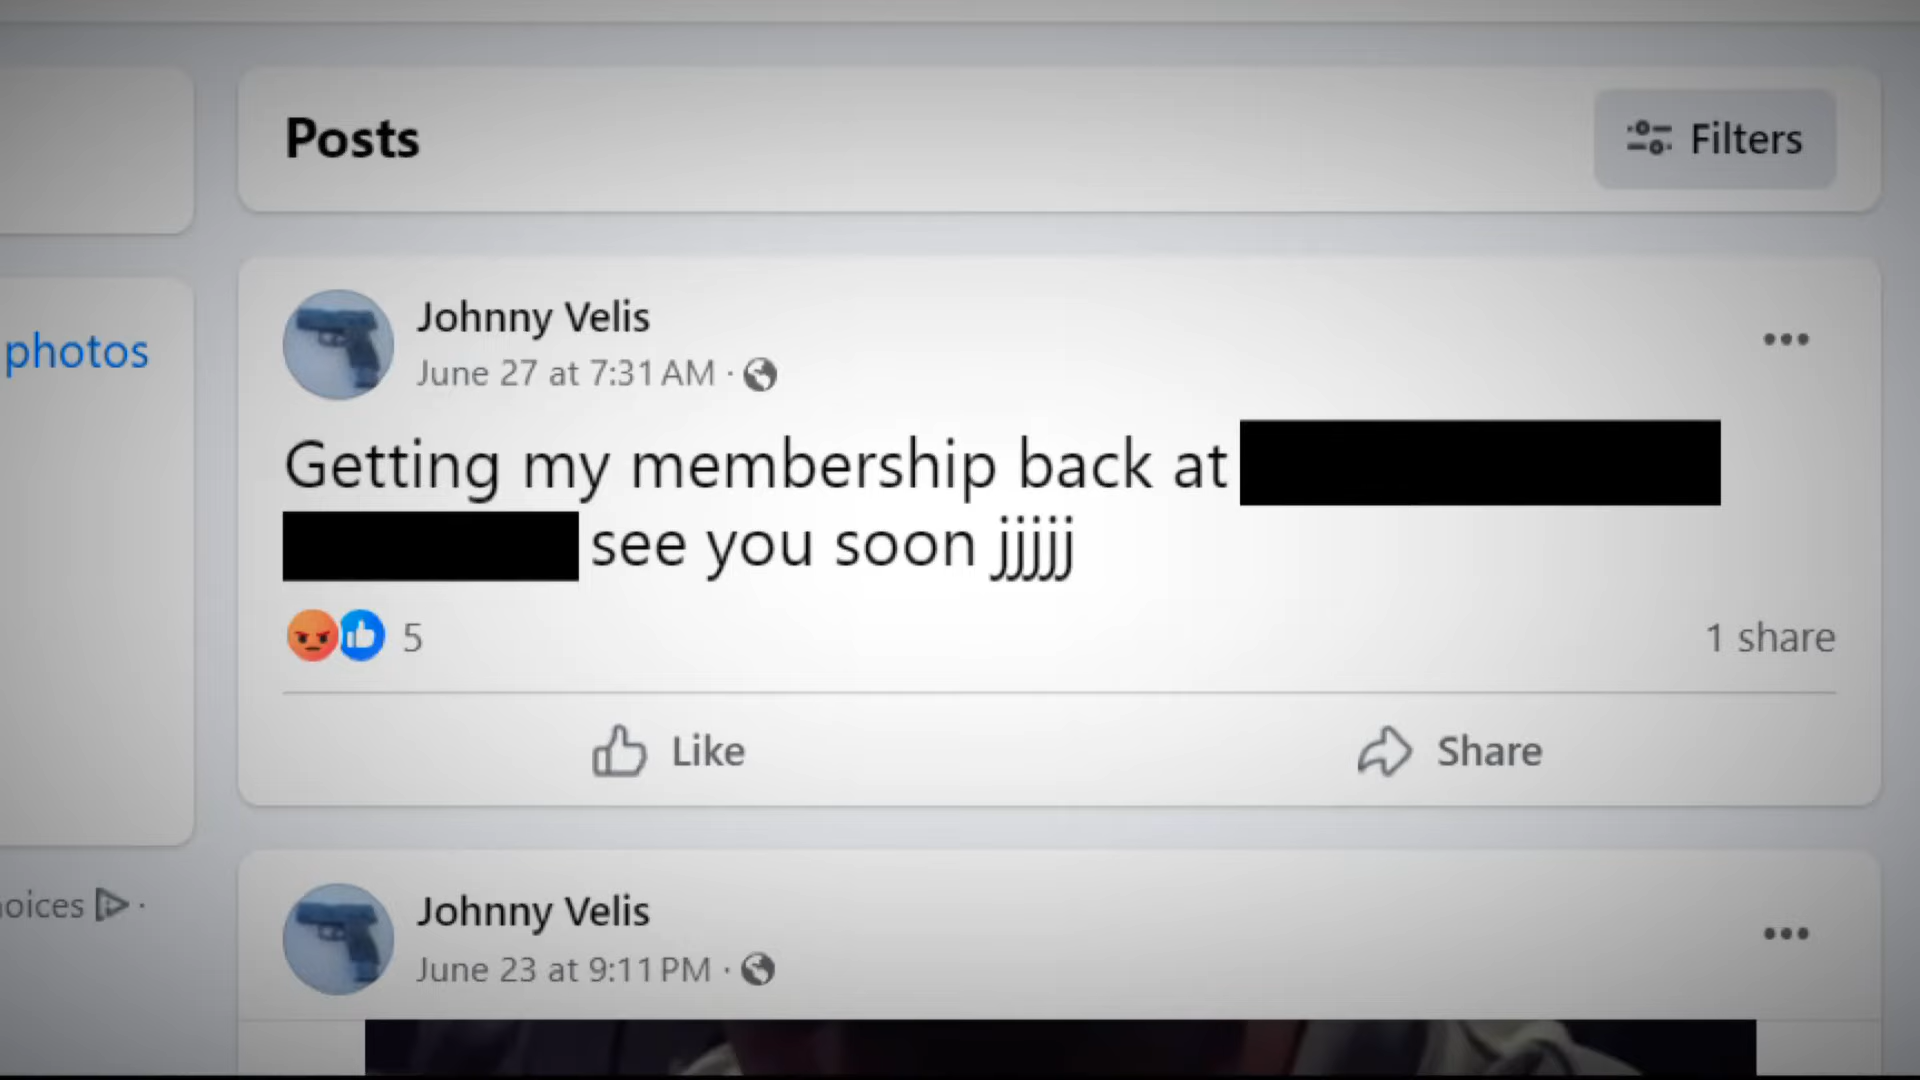 Posts
Filters
photos
Johnny Velis
June 27 at 7:31 AM ·
Getting my membership back at
see you soon jjjjj
5
1 share
Like
Share
Johnny Velis
June 23 at 9:11 PM ·